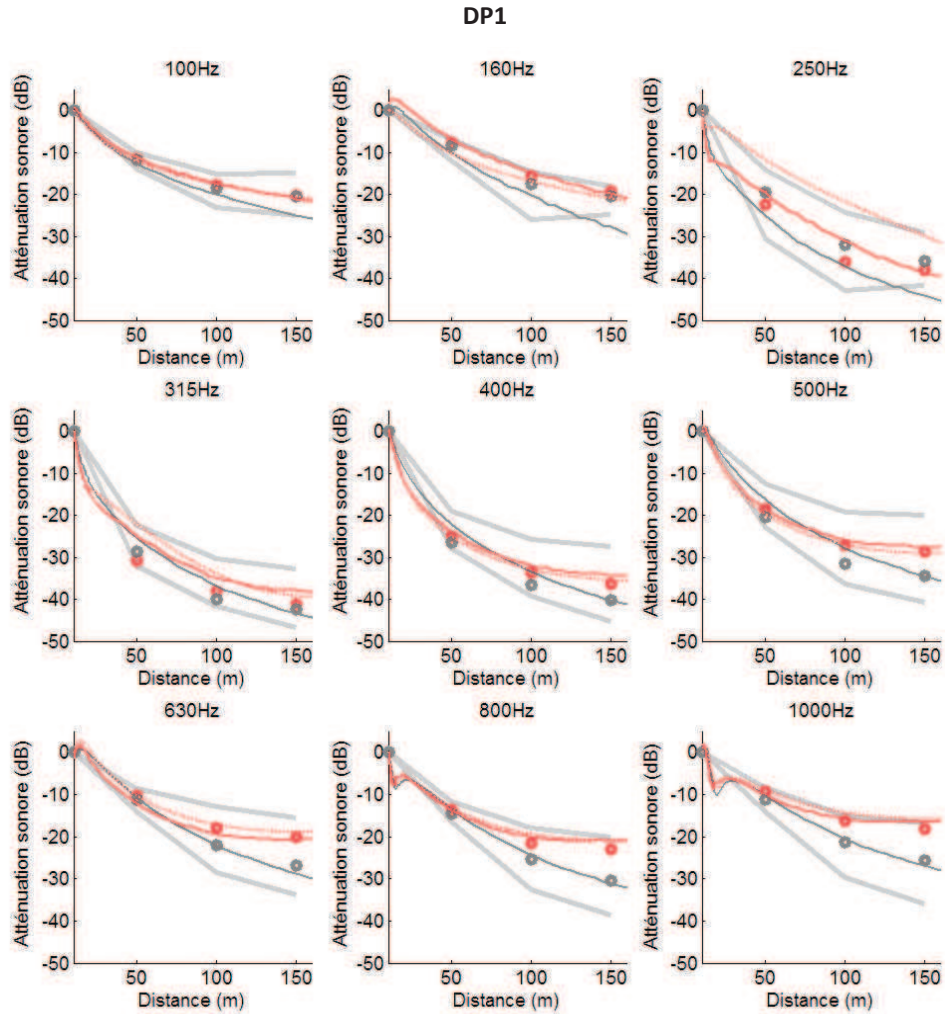 DP1
100Hz
160Hz
250Hz
Atténuation sonore (dB)
0
-10
-20
-30
-40
-50
50
100
150
Distance (m)
Atténuation sonore (dB)
0
-10
-20
-30
-40
-50
50
100
150
Distance (m)
Atténuation sonore (dB)
0
-10
-20
-30
-40
-50
50
100
150
Distance (m)
315Hz
400Hz
500Hz
Atténuation sonore (dB)
0
-10
-20
-30
-40
-50
50
100
150
Distance (m)
Atténuation sonore (dB)
0
-10
-20
-30
-40
-50
50
100
150
Distance (m)
Atténuation sonore (dB)
0
-10
-20
-30
-40
-50
50
100
150
Distance (m)
630Hz
800Hz
1000Hz
Atténuation sonore (dB)
0
-10
-20
-30
-40
-50
50
100
150
Distance (m)
Atténuation sonore (dB)
0
-10
-20
-30
-40
-50
50
100
150
Distance (m)
Atténuation sonore (dB)
0
-10
-20
-30
-40
-50
50
100
150
Distance (m)